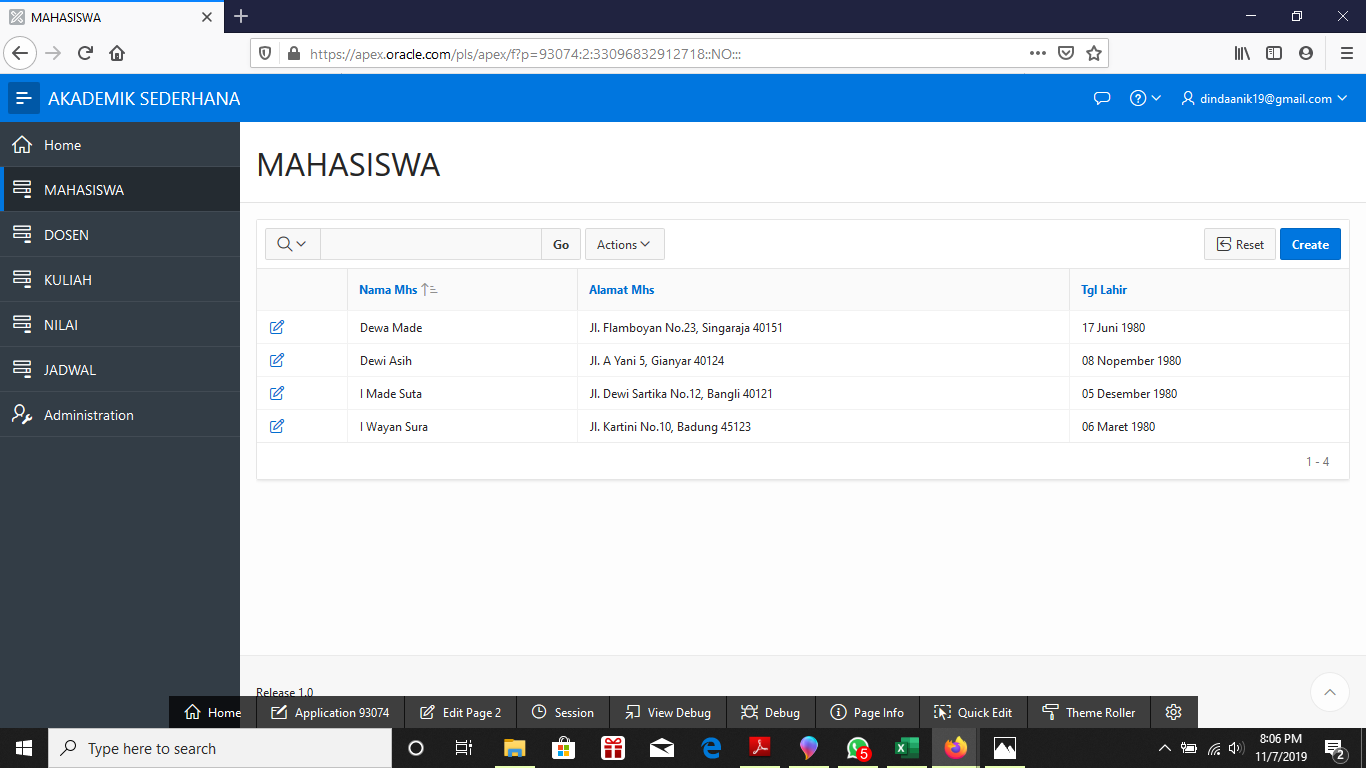 MAHASISWA
https://apex.oracle.com/pls/apex/f?p=93074:2:33096832912718::NO:::
AKADEMIK SEDERHANA
dindaanik19@gmail.com
Home
MAHASISWA
DOSEN
KULIAH
NILAI
JADWAL
Administration
MAHASISWA
Go Actions Reset Create
Nama Mhs Alamat Mhs Tgl Lahir
Dewa Made Jl. Flamboyan No.23, Singaraja 40151 17 Juni 1980
Dewi Asih Jl. A Yani 5, Gianyar 40124 08 Nopember 1980
I Made Suta Jl. Dewi Sartika No.12, Bangli 40121 05 Desember 1980
I Wayan Sura Jl. Kartini No.10, Badung 45123 06 Maret 1980
1 - 4
Release 1.0
Home Application 93074 Edit Page 2 Session View Debug Debug Page Info Quick Edit Theme Roller
Type here to search
5
8:06 PM
11/7/2019
2